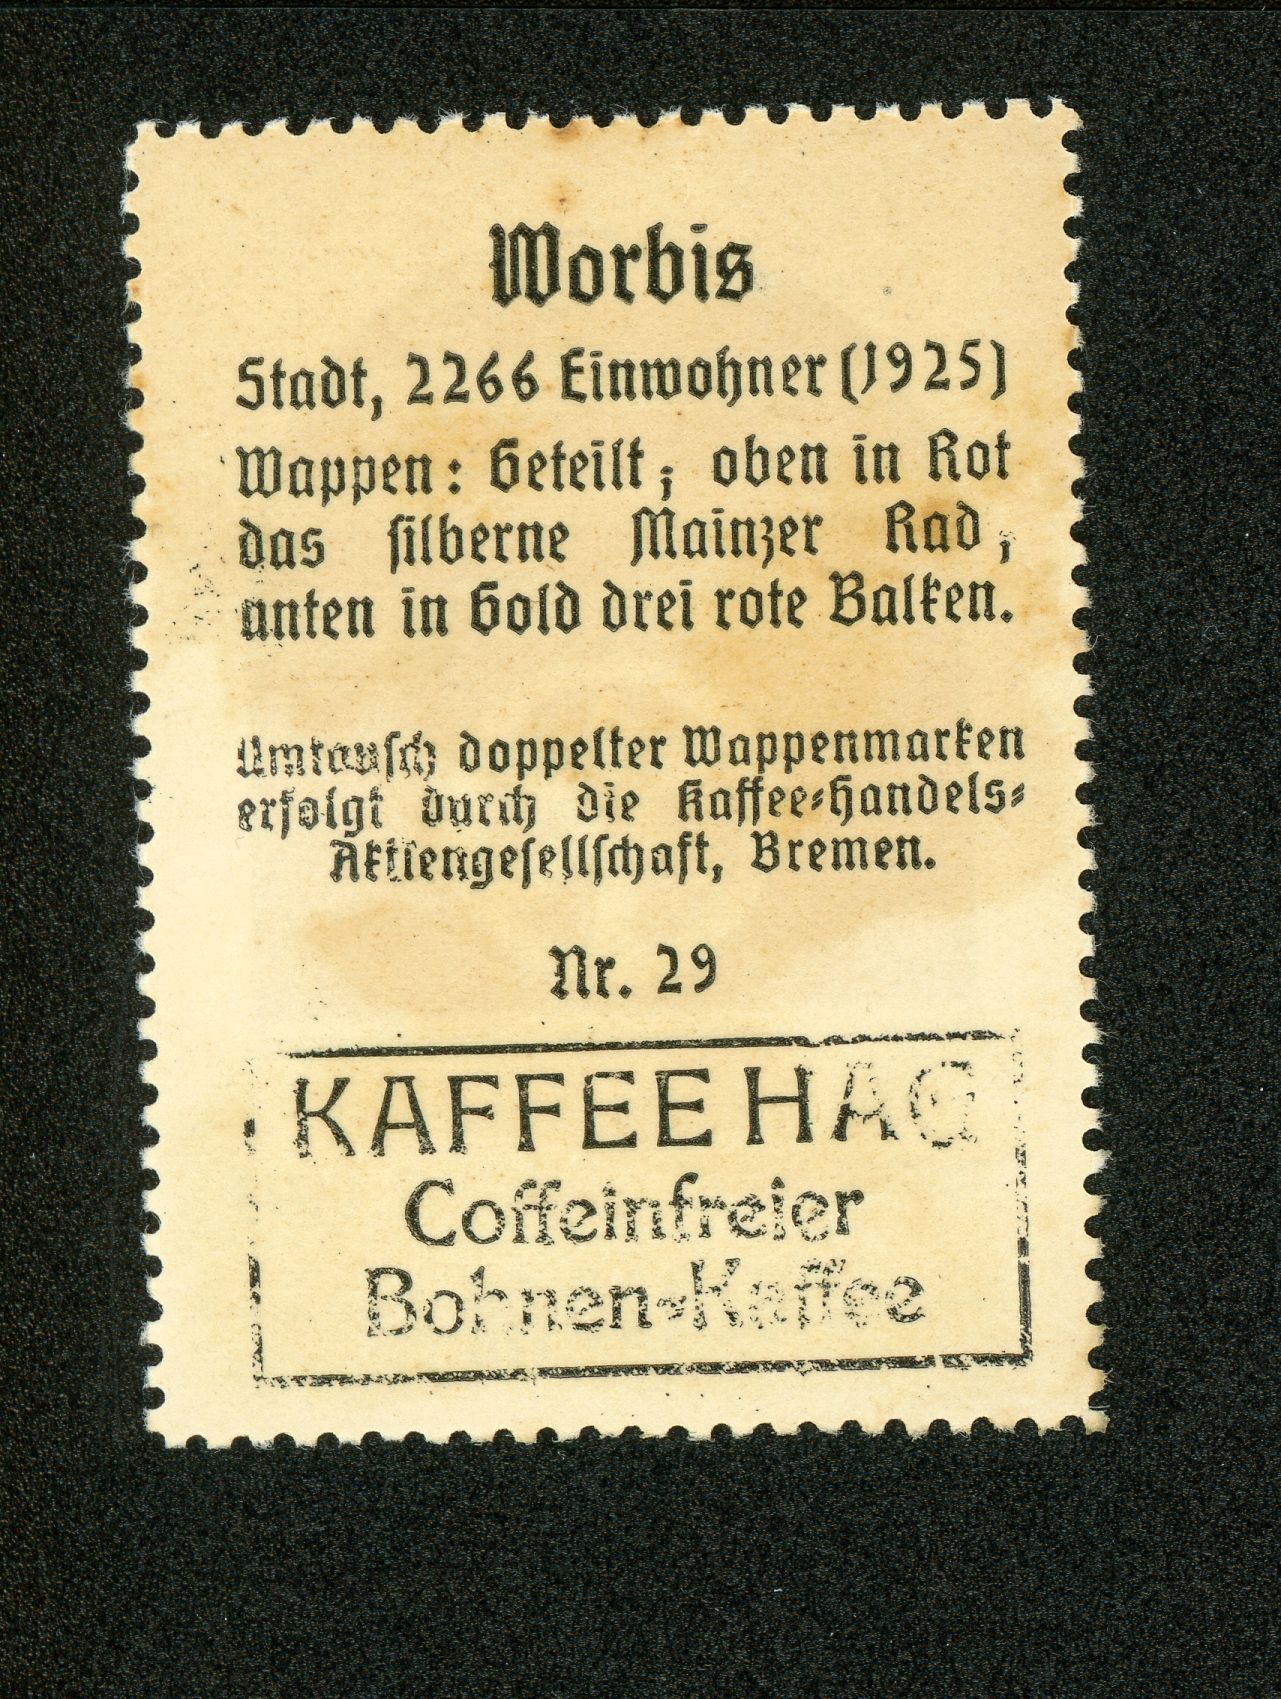 Worbis
Stadt, 2266 Einwohner (1925)
Wappen: Geteilt; oben in Rot
das silberne Mainzer Rad,
unten in Gold drei rote Balken.
Umtausch doppelter Wappenmarken
erfolgt durch die Kaffee-Handels-
Aktiengesellschaft, Bremen.
Nr. 29
KAFFEE HAG
Coffeinfreier
Bohnen-Kaffee